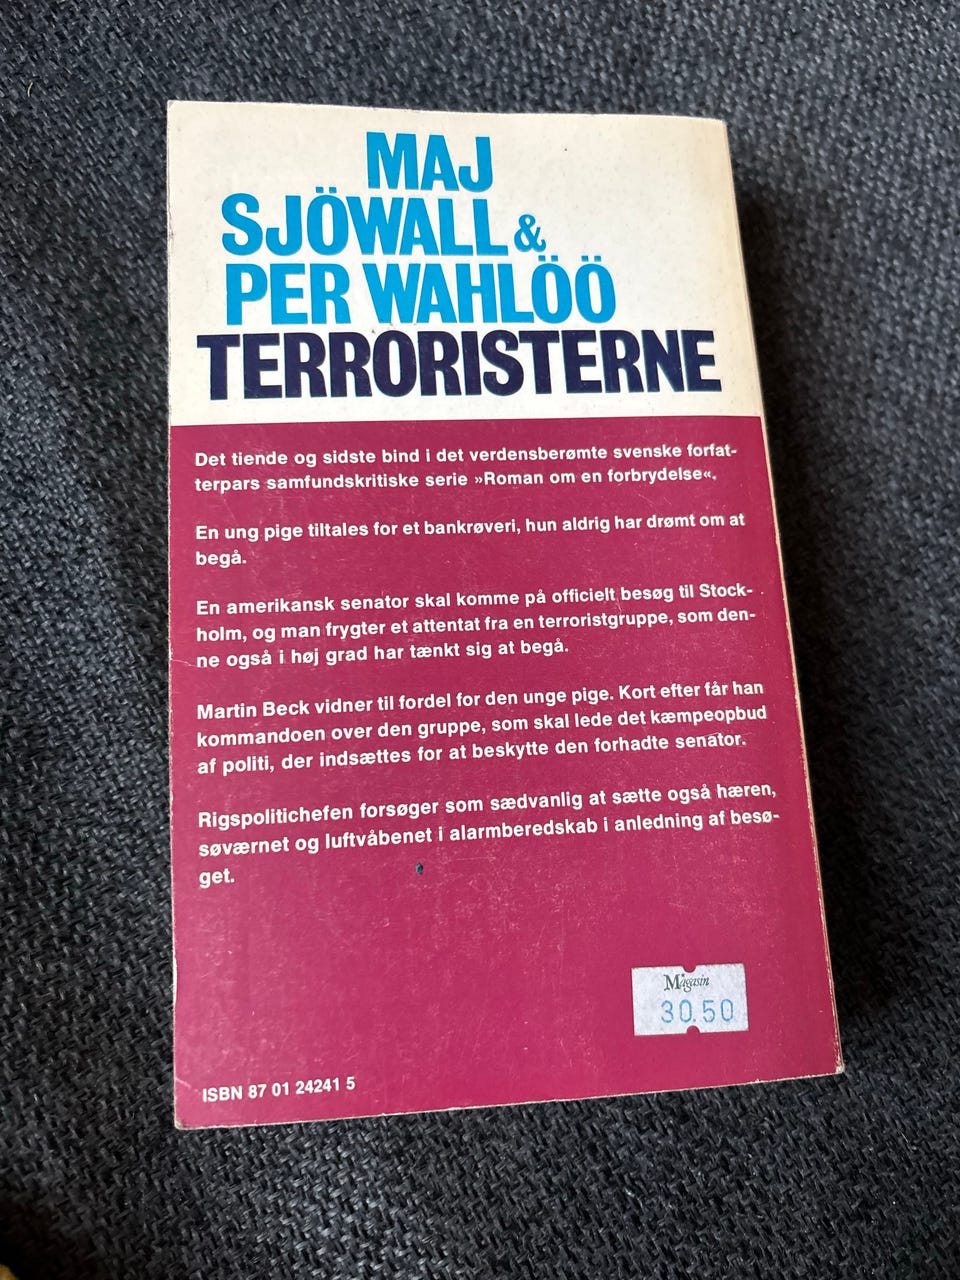 MAJ
SJÖWALL &
PER WAHLÖÖ
TERRORISTERNE
Det tiende og sidste bind i det verdensberømte svenske forfat-
terpars samfundskritiske serie »Roman om en forbrydelse«.
En ung pige tiltales for et bankrøveri, hun aldrig har drømt om at
begå.
En amerikansk senator skal komme på officielt besøg til Stock-
holm, og man frygter et attentat fra en terroristgruppe, som den-
ne også i høj grad har tænkt sig at begå.
Martin Beck vidner til fordel for den unge pige. Kort efter får han
kommandoen over den gruppe, som skal lede det kæmpeopbud
af politi, der indsættes for at beskytte den forhadte senator.
Rigspolitichefen forsøger som sædvanlig at sætte også hæren,
søværnet og luftvåbenet i alarmberedskab i anledning af besø-
get.
Magasin
30.50
ISBN 87 01 24241 5